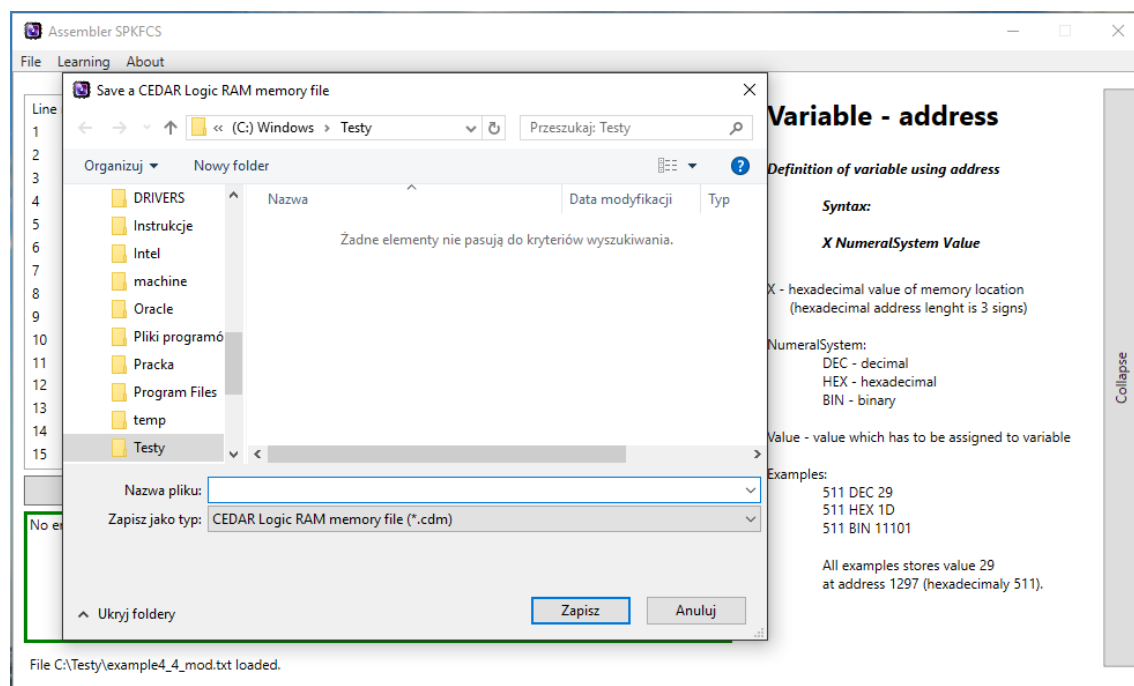 Assembler SPKFCS
File Learning About
Save a CEDAR Logic RAM memory file
(C:) Windows › Testy
Przeszukaj: Testy
Organizuj
Nowy folder
DRIVERS
Instrukcje
Intel
machine
Oracle
Pliki programó
Pracka
Program Files
temp
Testy
Nazwa
Data modyfikacji
Typ
Żadne elementy nie pasują do kryteriów wyszukiwania.
Nazwa pliku:
Zapisz jako typ: CEDAR Logic RAM memory file (*.cdm)
Ukryj foldery
Zapisz
Anuluj
Line
1
2
3
4
5
6
7
8
9
10
11
12
13
14
15
No er
File C:\Testy\example4_4_mod.txt loaded.
Variable - address
Definition of variable using address
Syntax:
X NumeralSystem Value
X - hexadecimal value of memory location
(hexadecimal address lenght is 3 signs)
NumeralSystem:
DEC - decimal
HEX - hexadecimal
BIN - binary
Value - value which has to be assigned to variable
Examples:
511 DEC 29
511 HEX 1D
511 BIN 11101
All examples stores value 29
at address 1297 (hexadecimaly 511).
Collapse